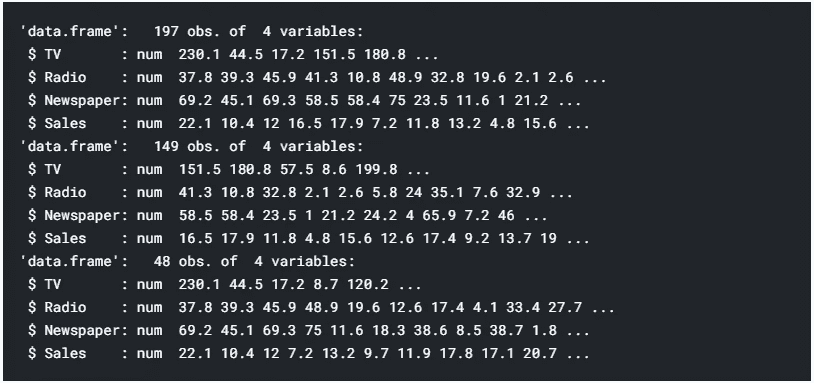 'data.frame':   197 obs. of  4 variables:
 $ TV       : num  230.1 44.5 17.2 151.5 180.8 ...
 $ Radio    : num  37.8 39.3 45.9 41.3 10.8 48.9 32.8 19.6 2.1 2.6 ...
 $ Newspaper: num  69.2 45.1 69.3 58.5 58.4 75 23.5 11.6 1 21.2 ...
 $ Sales    : num  22.1 10.4 12 16.5 17.9 7.2 11.8 13.2 4.8 15.6 ...
'data.frame':   149 obs. of  4 variables:
 $ TV       : num  151.5 180.8 57.5 8.6 199.8 ...
 $ Radio    : num  41.3 10.8 32.8 2.1 2.6 5.8 24 35.1 7.6 32.9 ...
 $ Newspaper: num  58.5 58.4 23.5 1 21.2 24.2 4 65.9 7.2 46 ...
 $ Sales    : num  16.5 17.9 11.8 4.8 15.6 12.6 17.4 9.2 13.7 19 ...
'data.frame':   48 obs. of  4 variables:
 $ TV       : num  230.1 44.5 17.2 8.7 120.2 ...
 $ Radio    : num  37.8 39.3 45.9 48.9 19.6 12.6 17.4 4.1 33.4 27.7 ...
 $ Newspaper: num  69.2 45.1 69.3 75 11.6 18.3 38.6 8.5 38.7 1.8 ...
 $ Sales    : num  22.1 10.4 12 7.2 13.2 9.7 11.9 17.8 17.1 20.7 ...